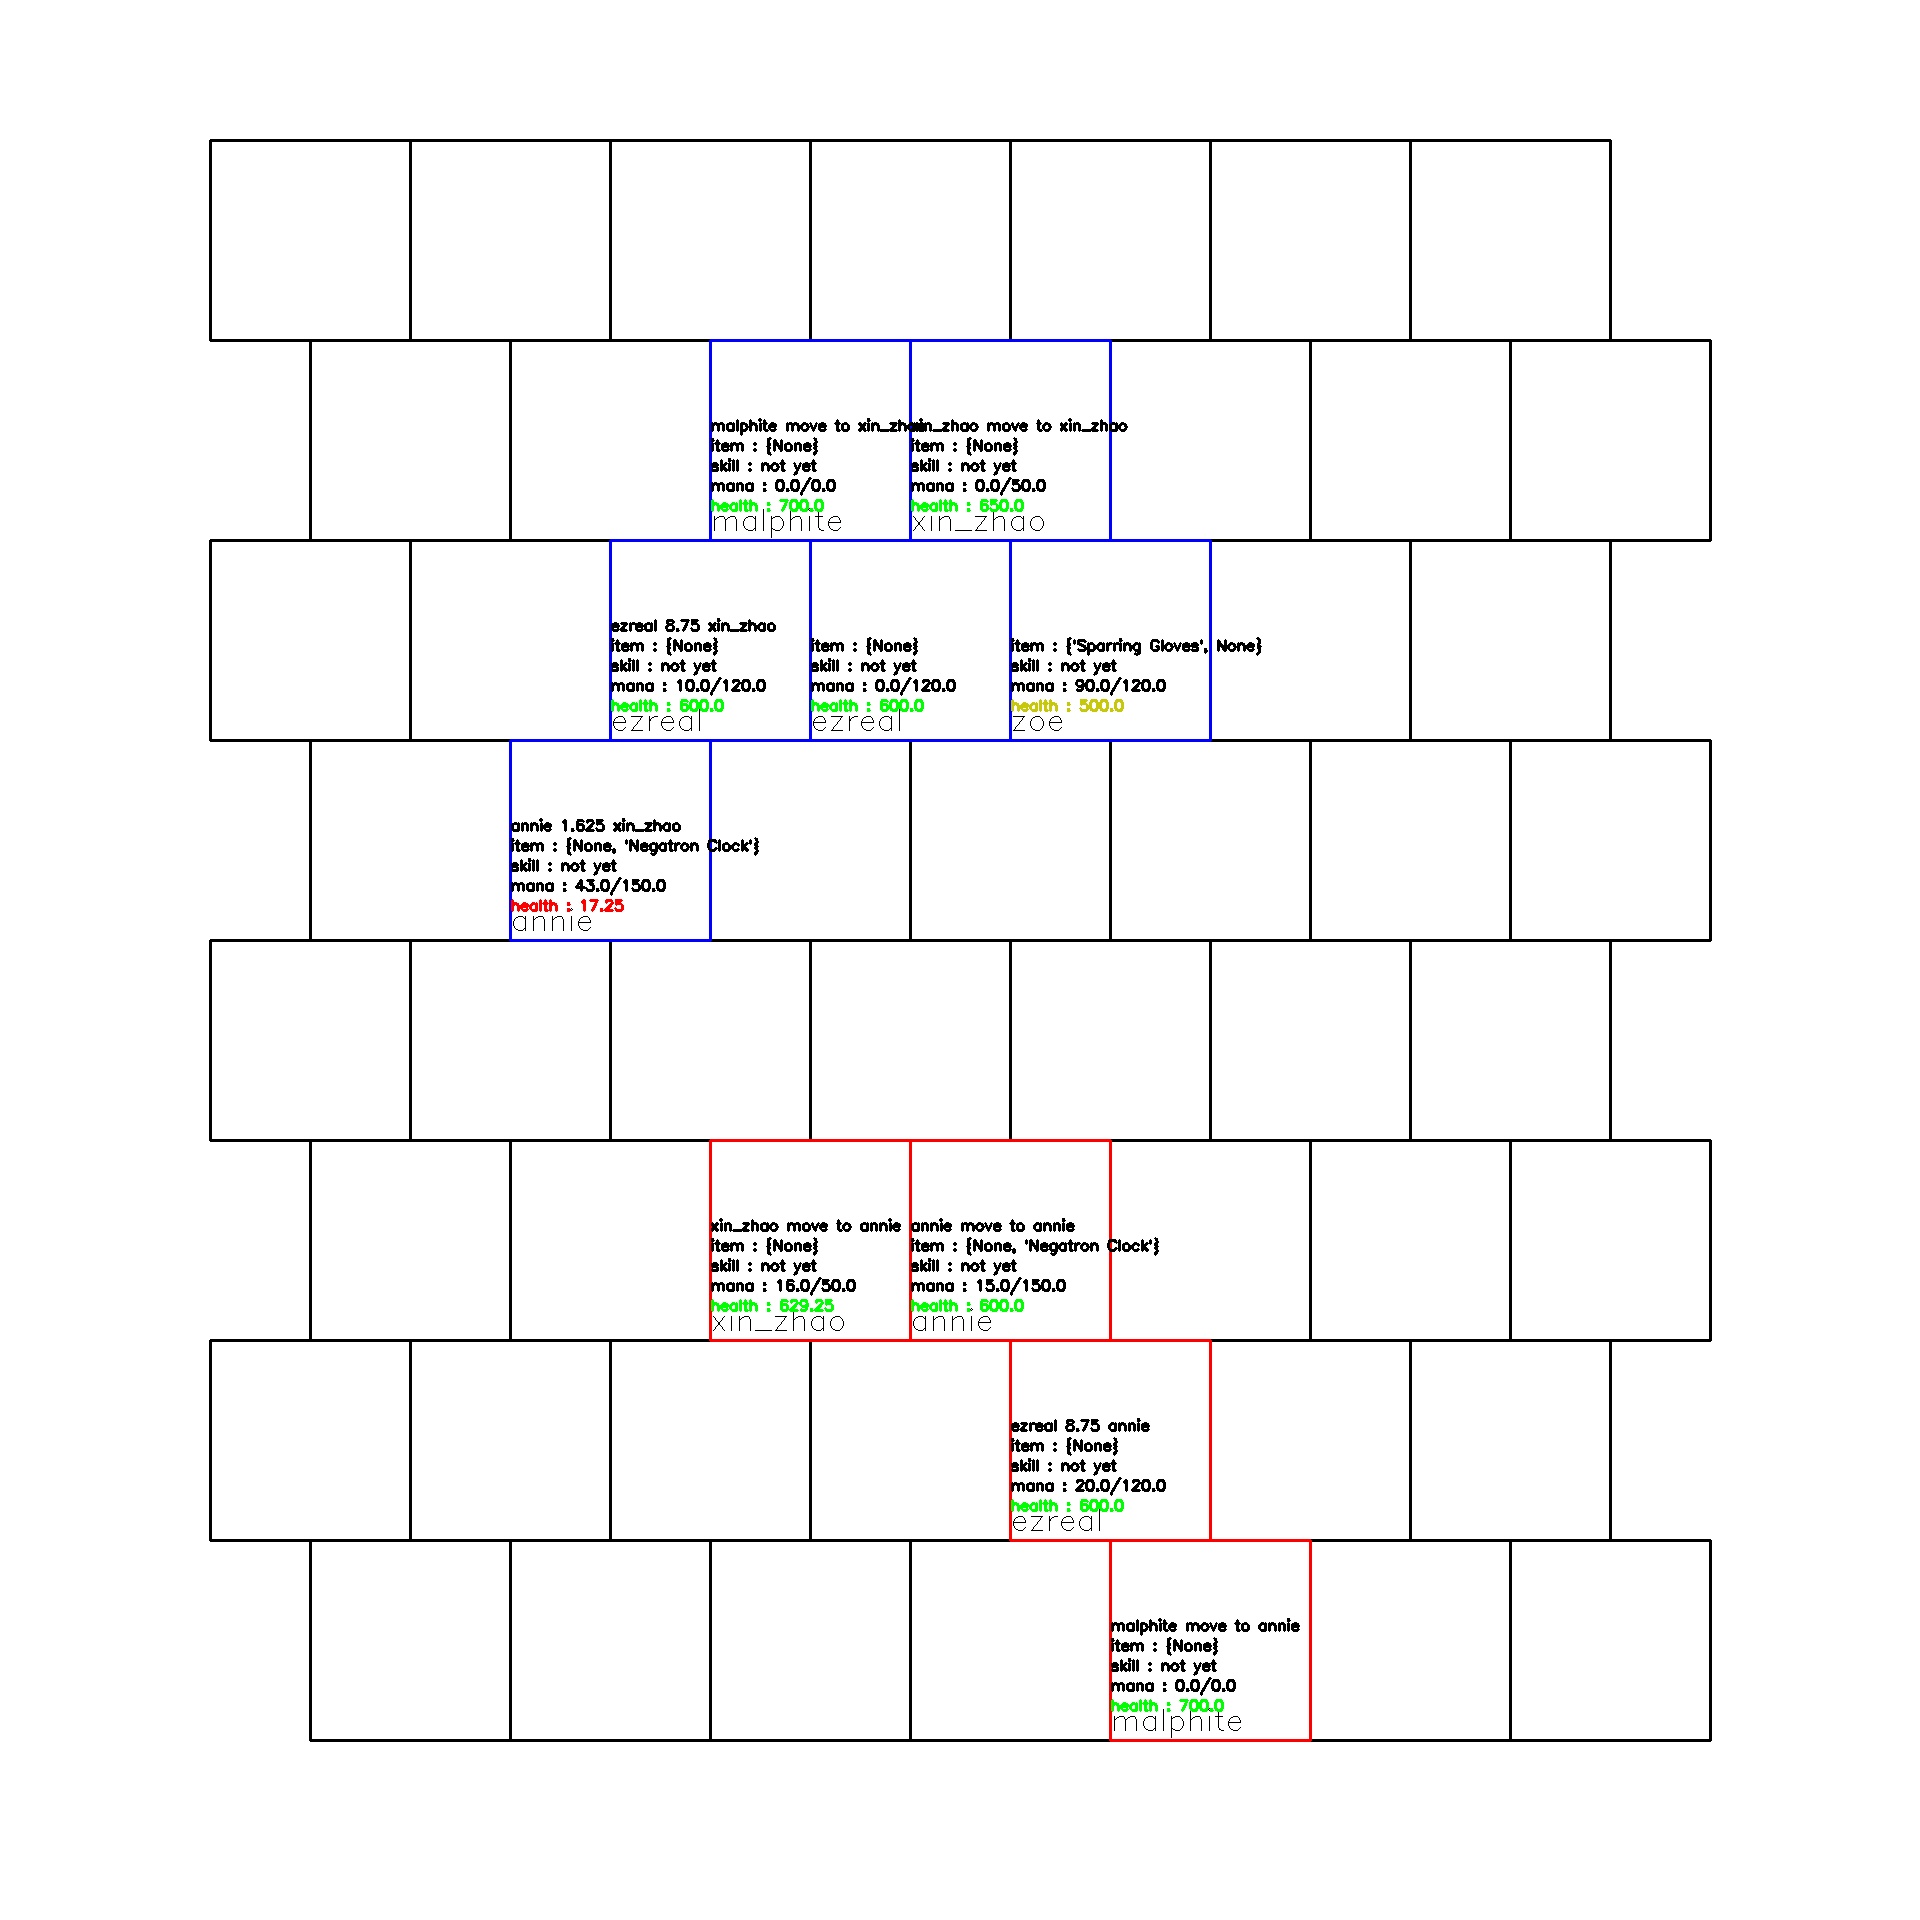 malphite move to xin_zhao
item : {None}
skill : not yet
mana : 0.0/0.0
health : 700.0
malphite
xin_zhao move to xin_zhao
item : {None}
skill : not yet
mana : 0.0/50.0
health : 650.0
xin_zhao
ezreal 8.75 xin_zhao
item : {None}
skill : not yet
mana : 10.0/120.0
health : 600.0
ezreal
item : {None}
skill : not yet
mana : 0.0/120.0
health : 600.0
ezreal
item : {'Sparring Gloves', None}
skill : not yet
mana : 90.0/120.0
health : 500.0
zoe
annie 1.625 xin_zhao
item : {None, 'Negatron Clock'}
skill : not yet
mana : 43.0/150.0
health : 17.25
annie
xin_zhao move to annie
item : {None}
skill : not yet
mana : 16.0/50.0
health : 629.25
xin_zhao
annie move to annie
item : {None, 'Negatron Clock'}
skill : not yet
mana : 15.0/150.0
health : 600.0
annie
ezreal 8.75 annie
item : {None}
skill : not yet
mana : 20.0/120.0
health : 600.0
ezreal
malphite move to annie
item : {None}
skill : not yet
mana : 0.0/0.0
health : 700.0
malphite